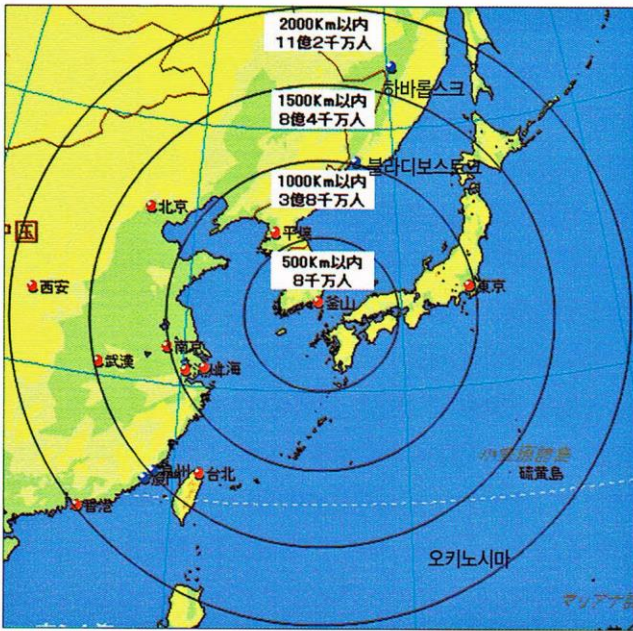 2000Km以内
11億2千万人
하바롭스크
1500Km以内
8億4千万人
블라디보스토크
1000Km以内
3億8千万人
北京
平壌
500Km以内
8千万人
西安
釜山
東京
南京
武漢
上海
台北
硫黄島
香港
오키노시마
マリアナ